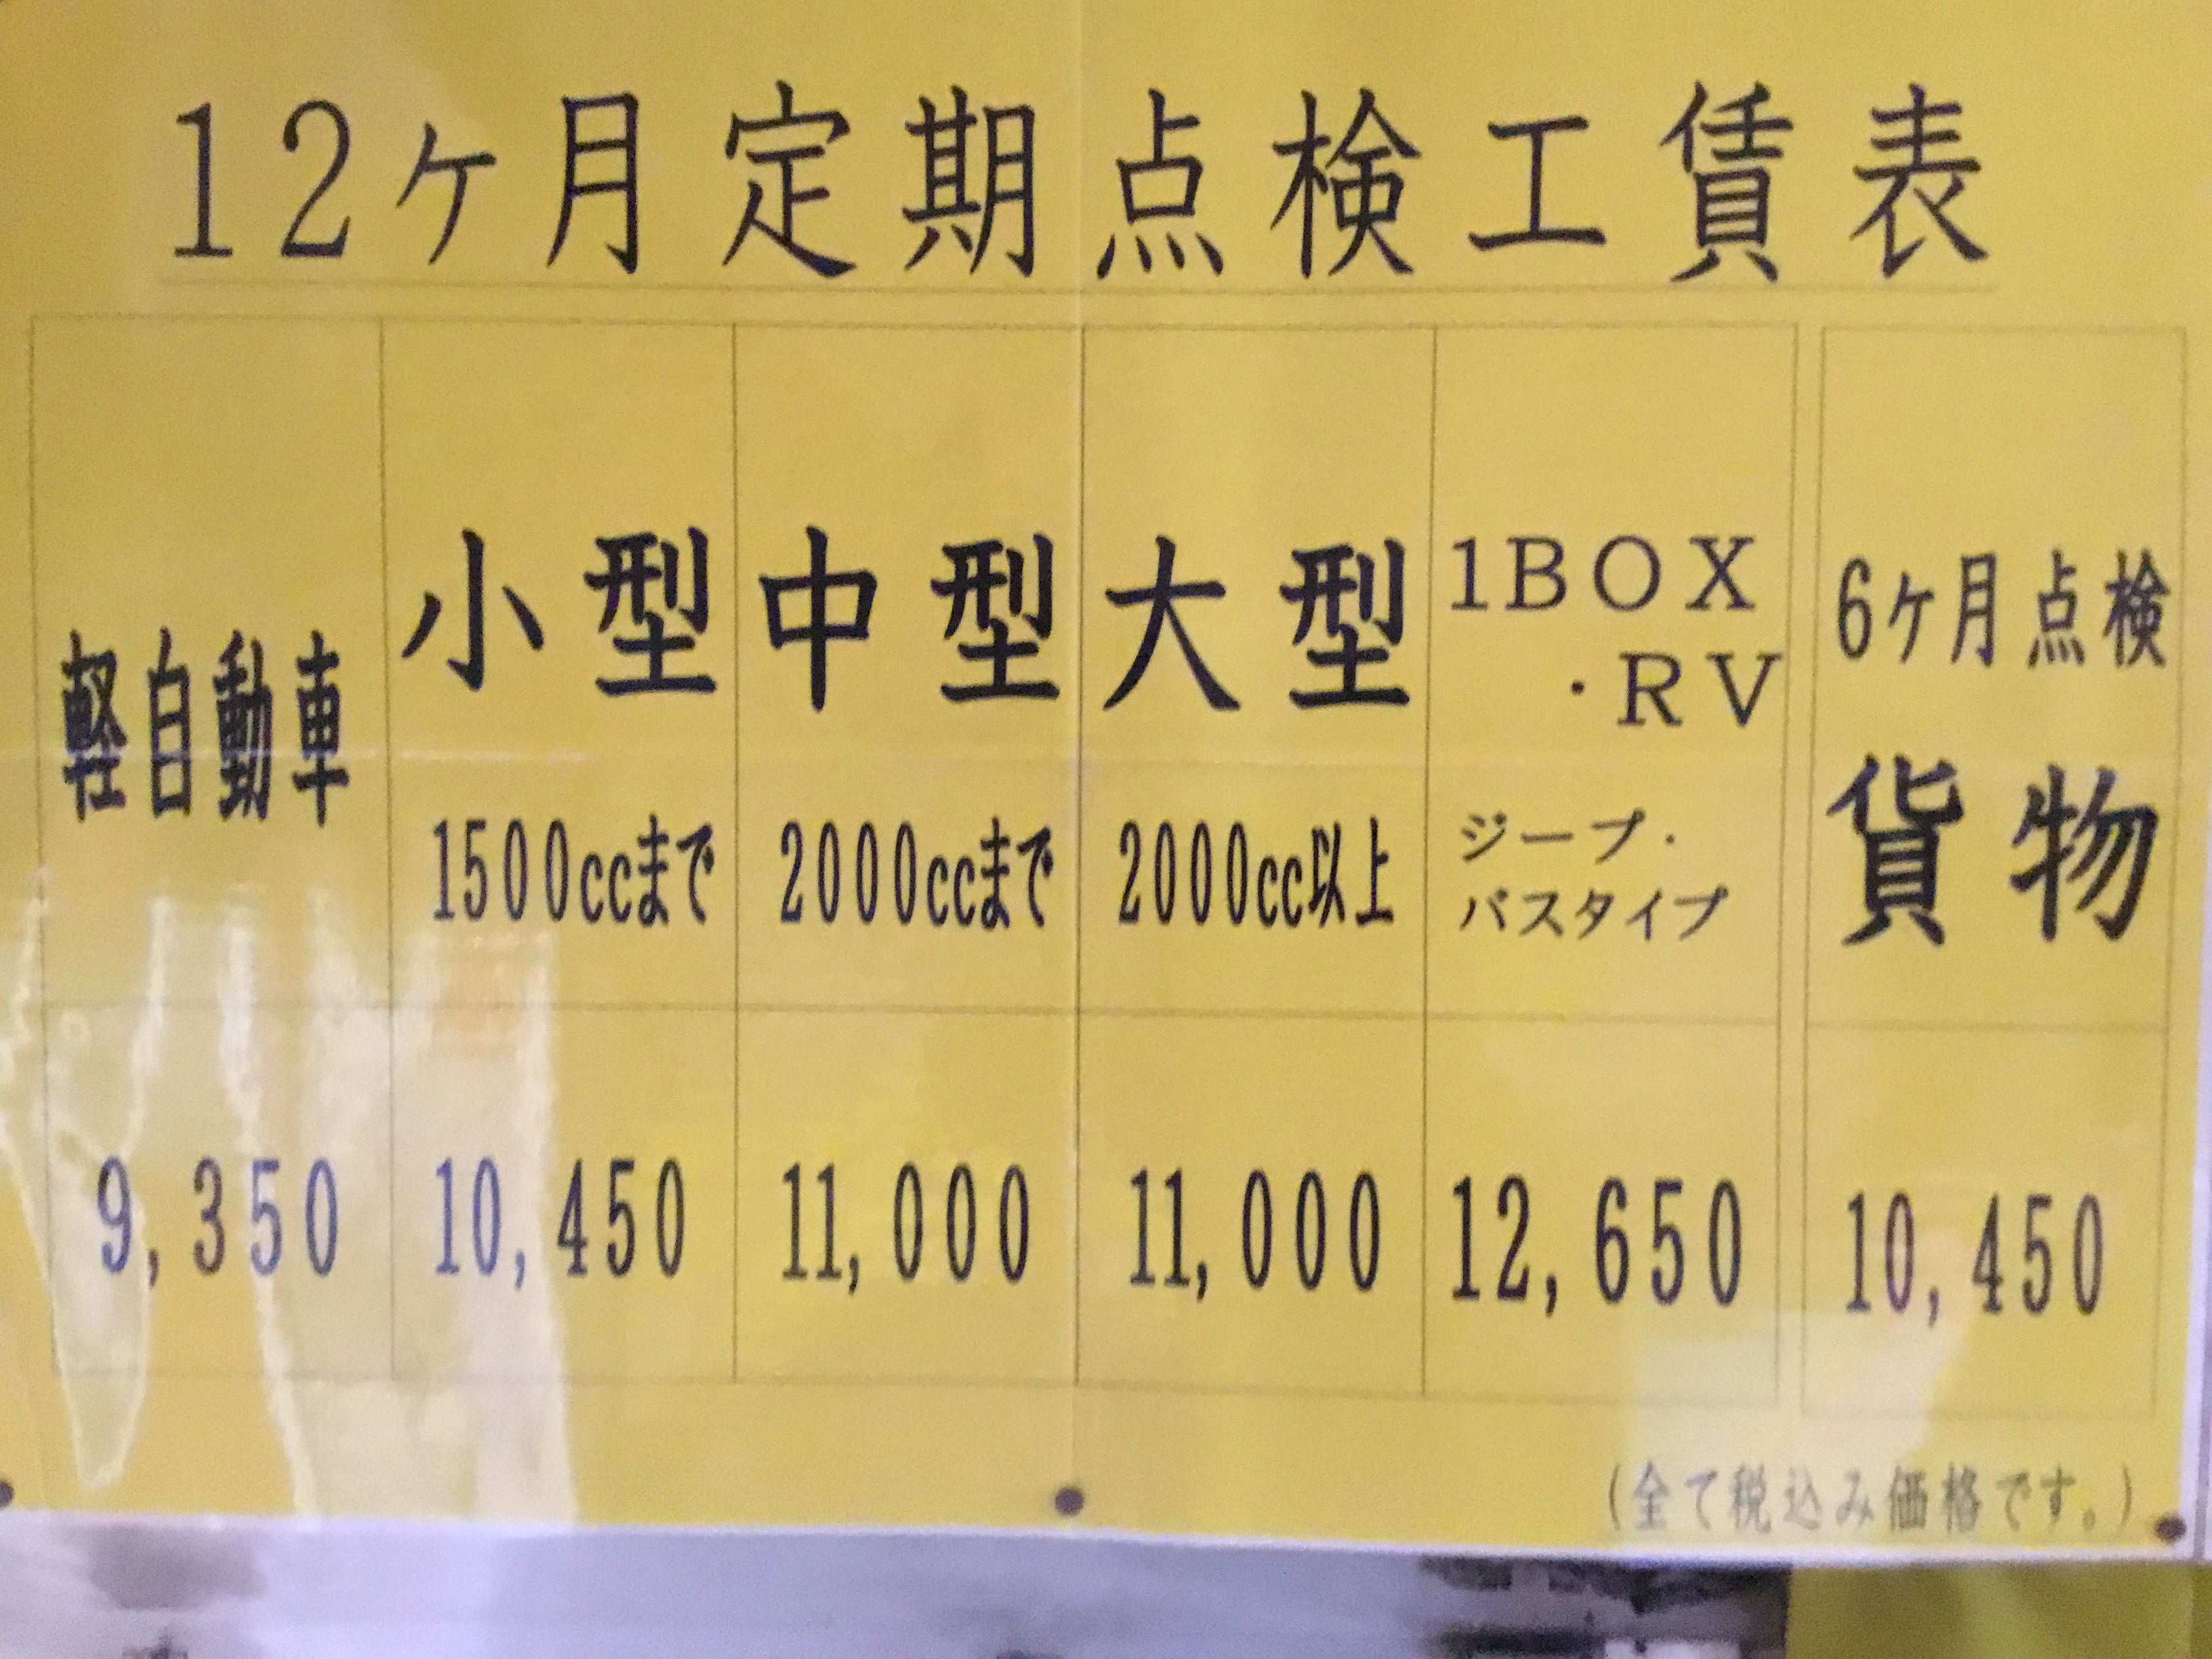 12ヶ月定期点検工賃表
軽自動車
小型
1500ccまで
中型
2000ccまで
大型
2000cc以上
1BOX
・RV
ジープ・
バスタイプ
6ヶ月点検
貨物
9,350
10,450
11,000
11,000
12,650
10,450
(全て税込み価格です。)